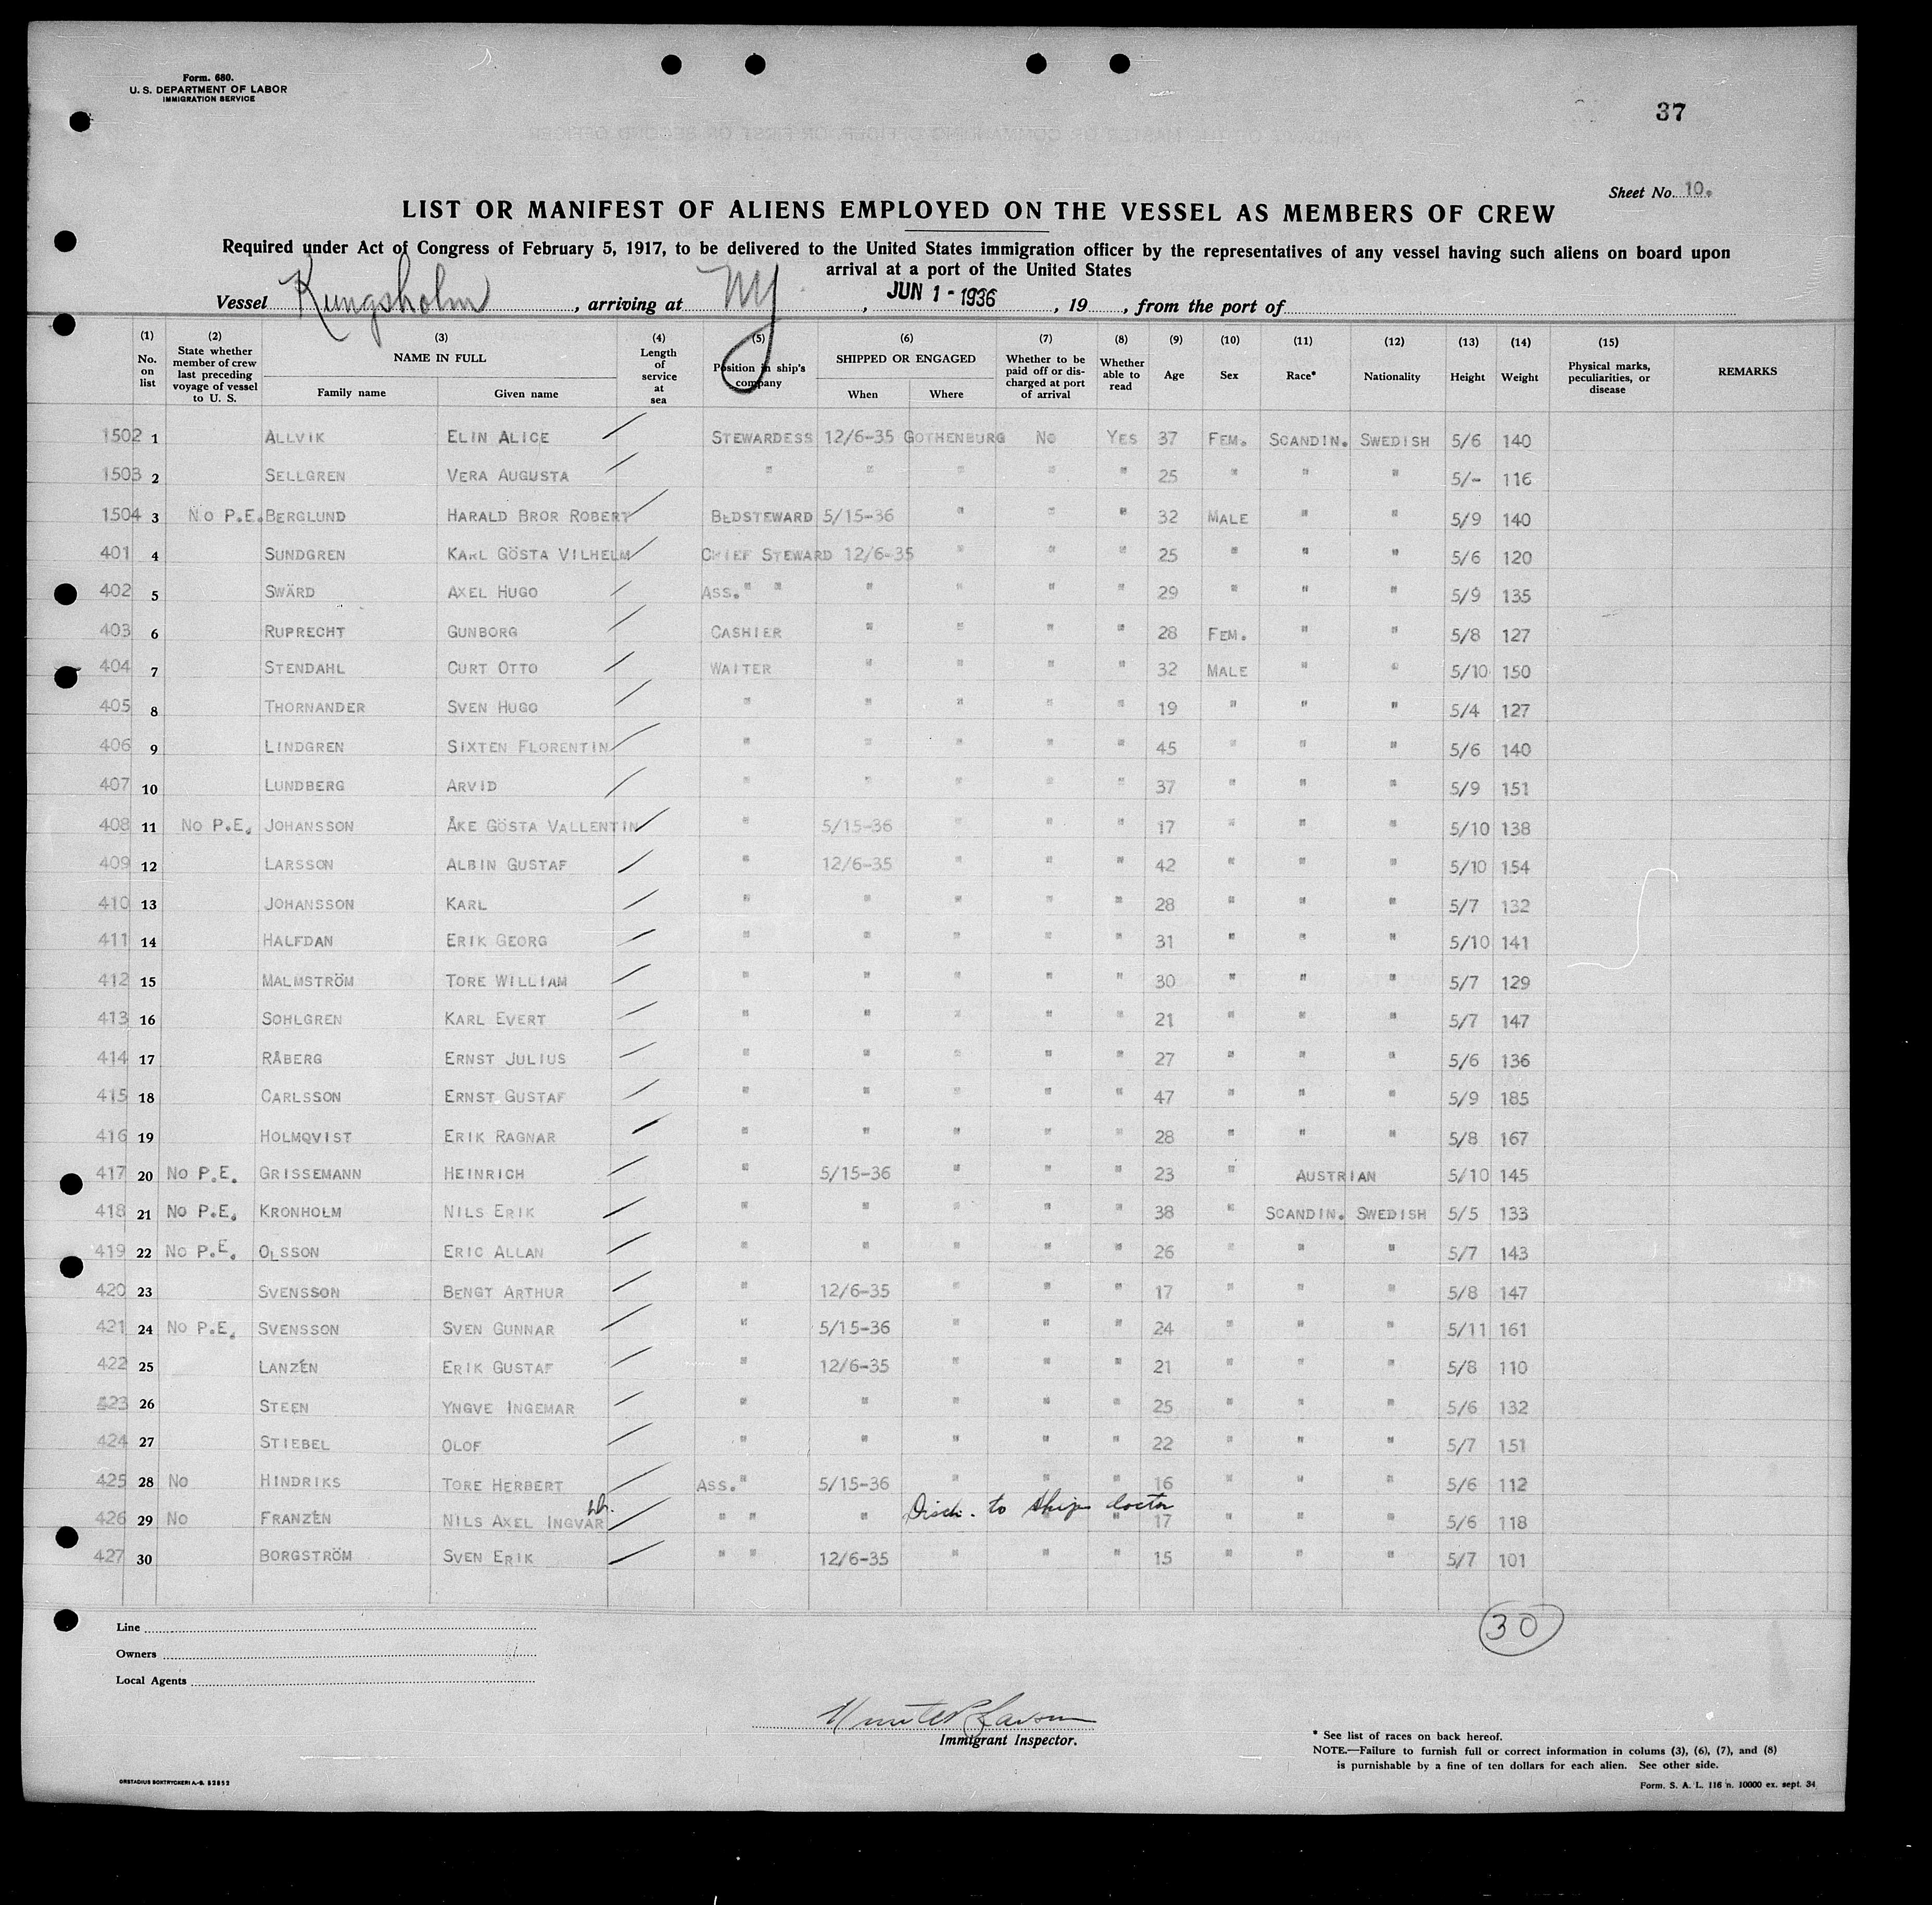 Form. 680.
U. S. DEPARTMENT OF LABOR
IMMIGRATION SERVICE
37
Sheet No. 10.
LIST OR MANIFEST OF ALIENS EMPLOYED ON THE VESSEL AS MEMBERS OF CREW
Required under Act of Congress of February 5, 1917, to be delivered to the United States immigration officer by the representatives of any vessel having such aliens on board upon
arrival at a port of the United States
Vessel Kungsholm, arriving at NY, JUN 1 - 1936, 19, from the port of
(1) No. on list (2) State whether member of crew last preceding voyage of vessel to U. S. (3) NAME IN FULL Family name Given name (4) Length of service at sea (5) Position in ship's company (6) SHIPPED OR ENGAGED When Where (7) Whether to be paid off or discharged at port of arrival (8) Whether able to read (9) Age (10) Sex (11) Race* (12) Nationality (13) Height (14) Weight (15) Physical marks, peculiarities, or disease REMARKS
1502 1 ALLVIK ELIN ALICE STEWARDESS 12/6-35 GOTHENBURG NO YES 37 FEM. SCANDIN. SWEDISH 5/6 140
1503 2 SELLGREN VERA AUGUSTA " " " " " 25 " " " 5/- 116
1504 3 NO P.E. BERGLUND HARALD BROR ROBERT BEDSTEWARD 5/15-36 " " " 32 MALE " " 5/9 140
401 4 SUNDGREN KARL GÖSTA VILHELM CHIEF STEWARD 12/6-35 " " " 25 " " " 5/6 120
402 5 SWÄRD AXEL HUGO ASS. " " " " " " 29 " " " 5/9 135
403 6 RUPRECHT GUNBORG CASHIER " " " " 28 FEM. " " 5/8 127
404 7 STENDAHL CURT OTTO WAITER " " " " 32 MALE " " 5/10 150
405 8 THORNANDER SVEN HUGO " " " " " 19 " " " 5/4 127
406 9 LINDGREN SIXTEN FLORENTIN " " " " " 45 " " " 5/6 140
407 10 LUNDBERG ARVID " " " " " 37 " " " 5/9 151
408 11 NO P.E. JOHANSSON ÅKE GÖSTA VALLENTIN " 5/15-36 " " " 17 " " " 5/10 138
409 12 LARSSON ALBIN GUSTAF " 12/6-35 " " " 42 " " " 5/10 154
410 13 JOHANSSON KARL " " " " " 28 " " " 5/7 132
411 14 HALFDAN ERIK GEORG " " " " " 31 " " " 5/10 141
412 15 MALMSTRÖM TORE WILLIAM " " " " " 30 " " " 5/7 129
413 16 SOHLGREN KARL EVERT " " " " " 21 " " " 5/7 147
414 17 RÅBERG ERNST JULIUS " " " " " 27 " " " 5/6 136
415 18 CARLSSON ERNST GUSTAF " " " " " 47 " " " 5/9 185
416 19 HOLMQVIST ERIK RAGNAR " " " " " 28 " " " 5/8 167
417 20 NO P.E. GRISSEMANN HEINRICH " 5/15-36 " " " 23 " AUSTRIAN 5/10 145
418 21 NO P.E. KRONHOLM NILS ERIK " " " " " 38 " SCANDIN. SWEDISH 5/5 133
419 22 NO P.E. OLSSON ERIC ALLAN " " " " " 26 " " " 5/7 143
420 23 SVENSSON BENGT ARTHUR " 12/6-35 " " " 17 " " " 5/8 147
421 24 NO P.E. SVENSSON SVEN GUNNAR " 5/15-36 " " " 24 " " " 5/11 161
422 25 LANZÉN ERIK GUSTAF " 12/6-35 " " " 21 " " " 5/8 110
523 26 STEEN YNGVE INGEMAR " " " " " 25 " " " 5/6 132
424 27 STIEBEL OLOF " " " " " 22 " " " 5/7 151
425 28 NO HINDRIKS TORE HERBERT ASS. " 5/15-36 " " " 16 " " " 5/6 112
426 29 NO FRANZÉN NILS AXEL INGVAR " " " Disch. to ships doctor " " 17 " " " 5/6 118
427 30 BORGSTRÖM SVEN ERIK " " 12/6-35 " " " 15 " " " 5/7 101
30
Line
Owners
Local Agents
Immigrant Inspector.
* See list of races on back hereof.
NOTE.—Failure to furnish full or correct information in colums (3), (6), (7), and (8)
is purnishable by a fine of ten dollars for each alien. See other side.
ORSTADIUS BOKTRYCKERI A.-B. 52852
Form. S. A. L. 116 n. 10000 ex. sept. 34